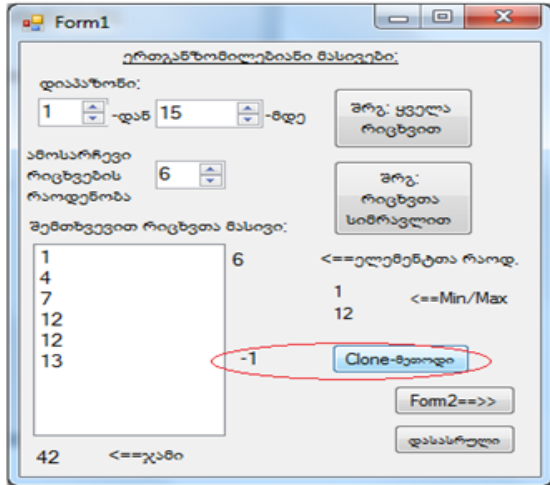 Form1
ერთგანზომილებიანი მასივები:
დიაპაზონი:
1 -დან 15 -მდე
შრგ: ყველა რიცხვით
ამოსარჩევი რიცხვების რაოდენობა
6
შრგ: რიცხვთა სიმრავლით
შემთხვევით რიცხვთა მასივი:
1
4
7
12
12
13
6 <==ელემენტთა რაოდ.
1
12
<==Min/Max
-1 Clone-მეთოდი
Form2==>>
დასასრული
42 <==ჯამი